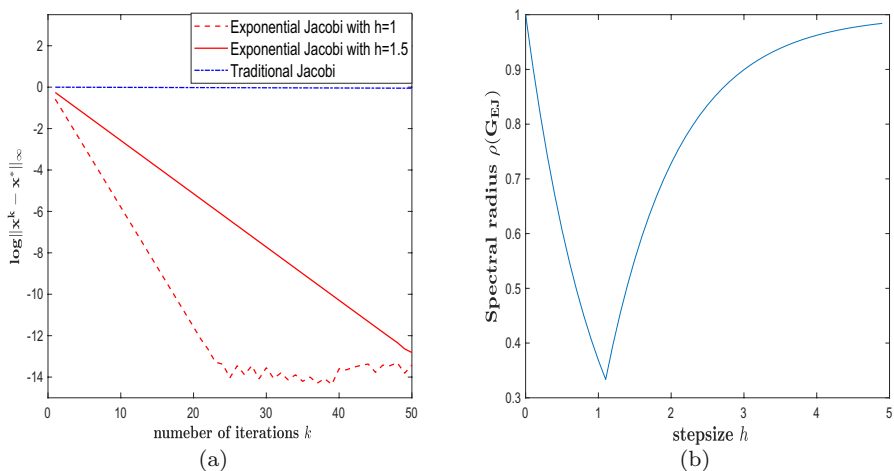 Exponential Jacobi with h=1
Exponential Jacobi with h=1.5
Traditional Jacobi
2
0
-2
-4
-6
-8
-10
-12
-14
0 10 20 30 40 50
log||x^k − x^*||_∞
numeber of iterations k
(a)
1
0.9
0.8
0.7
0.6
0.5
0.4
0.3
0 1 2 3 4 5
Spectral radius ρ(G_EJ)
stepsize h
(b)